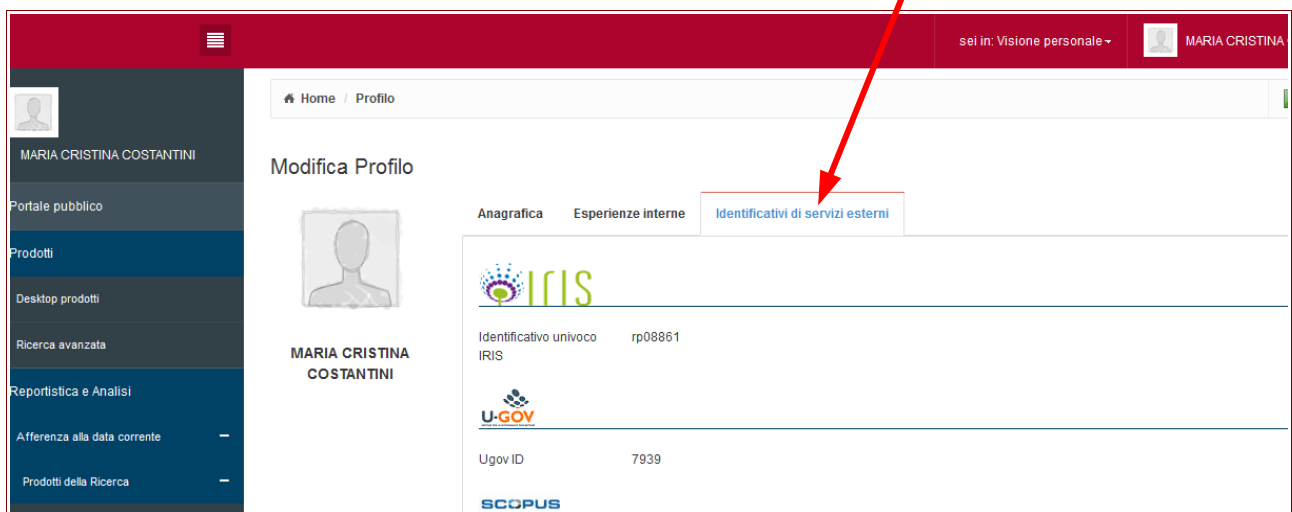 sei in: Visione personale
MARIA CRISTINA
MARIA CRISTINA COSTANTINI
Portale pubblico
Prodotti
Desktop prodotti
Ricerca avanzata
Reportistica e Analisi
Afferenza alla data corrente
Prodotti della Ricerca
Home / Profilo
Modifica Profilo
MARIA CRISTINA
COSTANTINI
Anagrafica Esperienze interne Identificativi di servizi esterni
IRIS
Identificativo univoco rp08861
IRIS
U-GOV
Ugov ID 7939
SCOPUS